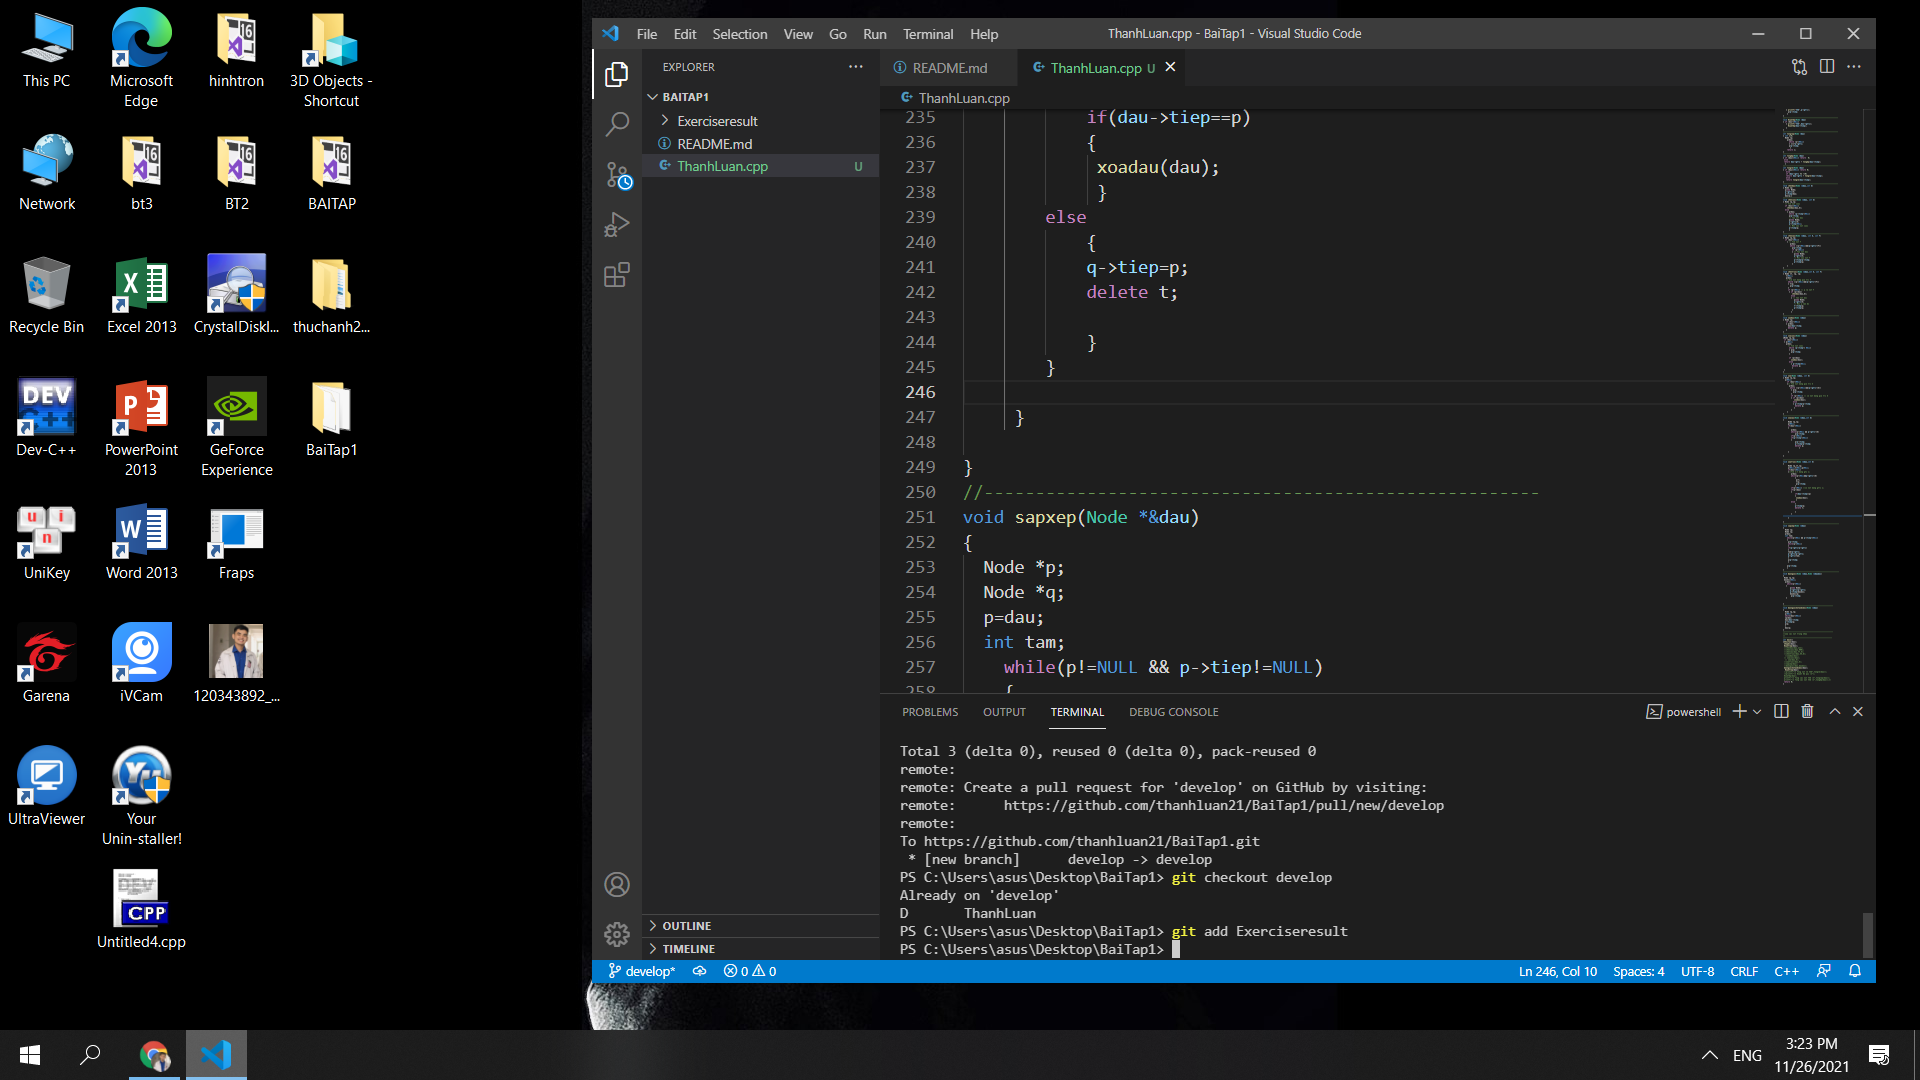 This PC
Microsoft Edge
hinhtron
3D Objects - Shortcut
Network
bt3
BT2
BAITAP
Recycle Bin
Excel 2013
CrystalDiskI...
thuchanh2...
Dev-C++
PowerPoint 2013
GeForce Experience
BaiTap1
UniKey
Word 2013
Fraps
Garena
iVCam
120343892_...
UltraViewer
Your Unin-staller!
Untitled4.cpp
File Edit Selection View Go Run Terminal Help
ThanhLuan.cpp - BaiTap1 - Visual Studio Code
EXPLORER
BAITAP1
Exerciseresult
README.md
ThanhLuan.cpp U
OUTLINE
TIMELINE
README.md
ThanhLuan.cpp U
ThanhLuan.cpp
235 if(dau->tiep==p)
236 {
237 xoadau(dau);
238 }
239 else
240 {
241 q->tiep=p;
242 delete t;
243
244 }
245 }
246
247 }
248
249 }
250 //------------------------------------------------------
251 void sapxep(Node *&dau)
252 {
253 Node *p;
254 Node *q;
255 p=dau;
256 int tam;
257 while(p!=NULL && p->tiep!=NULL)
258 {
PROBLEMS OUTPUT TERMINAL DEBUG CONSOLE
powershell
Total 3 (delta 0), reused 0 (delta 0), pack-reused 0
remote:
remote: Create a pull request for 'develop' on GitHub by visiting:
remote: https://github.com/thanhluan21/BaiTap1/pull/new/develop
remote:
To https://github.com/thanhluan21/BaiTap1.git
* [new branch] develop -> develop
PS C:\Users\asus\Desktop\BaiTap1> git checkout develop
Already on 'develop'
D ThanhLuan
PS C:\Users\asus\Desktop\BaiTap1> git add Exerciseresult
PS C:\Users\asus\Desktop\BaiTap1>
develop* 0 0
Ln 246, Col 10 Spaces: 4 UTF-8 CRLF C++
ENG
3:23 PM
11/26/2021